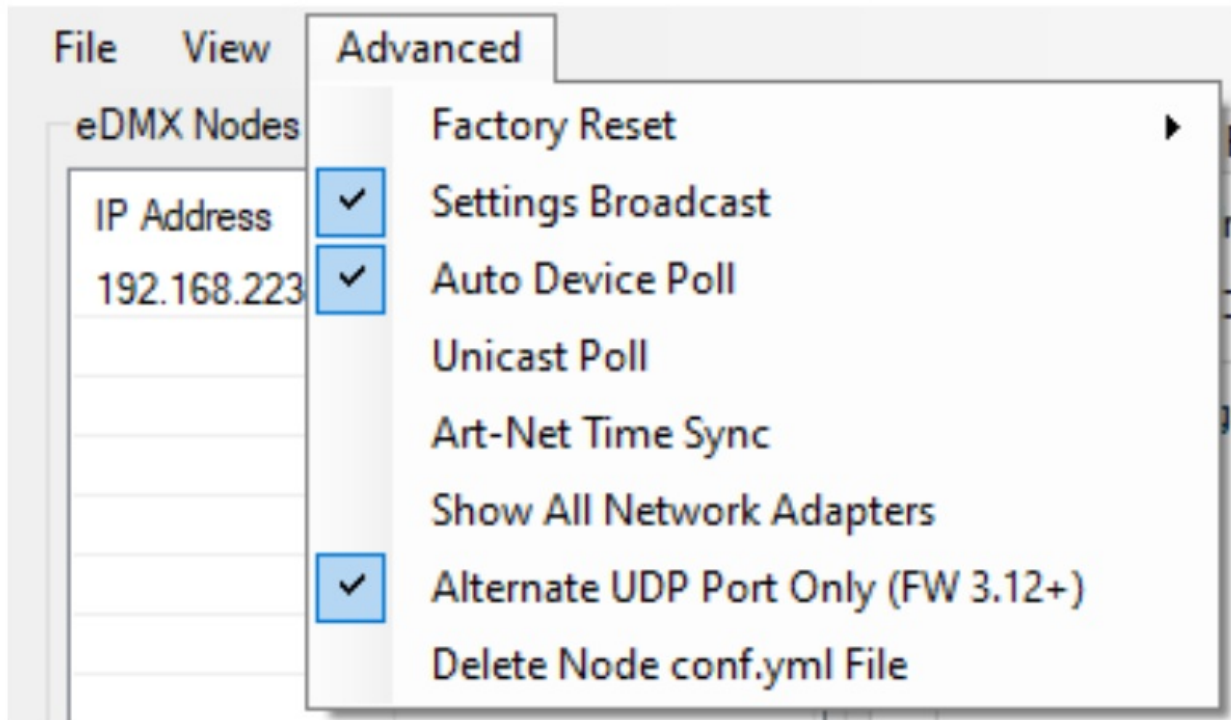 File View Advanced
eDMX Nodes
IP Address
192.168.223
Factory Reset
Settings Broadcast
Auto Device Poll
Unicast Poll
Art-Net Time Sync
Show All Network Adapters
Alternate UDP Port Only (FW 3.12+)
Delete Node conf.yml File